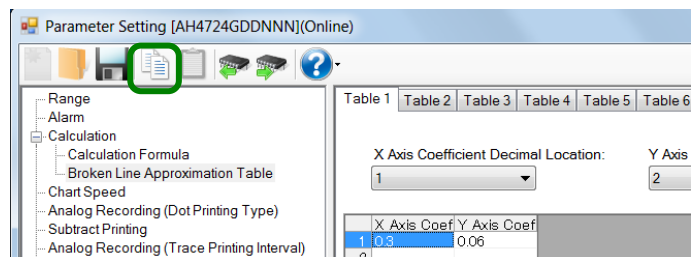 Parameter Setting [AH4724GDDNNN](Online)
Range
Alarm
Calculation
Calculation Formula
Broken Line Approximation Table
Chart Speed
Analog Recording (Dot Printing Type)
Subtract Printing
Analog Recording (Trace Printing Interval)
Table 1 Table 2 Table 3 Table 4 Table 5 Table 6
X Axis Coefficient Decimal Location: Y Axis
1 2
X Axis Coef Y Axis Coef
1 0.3 0.06